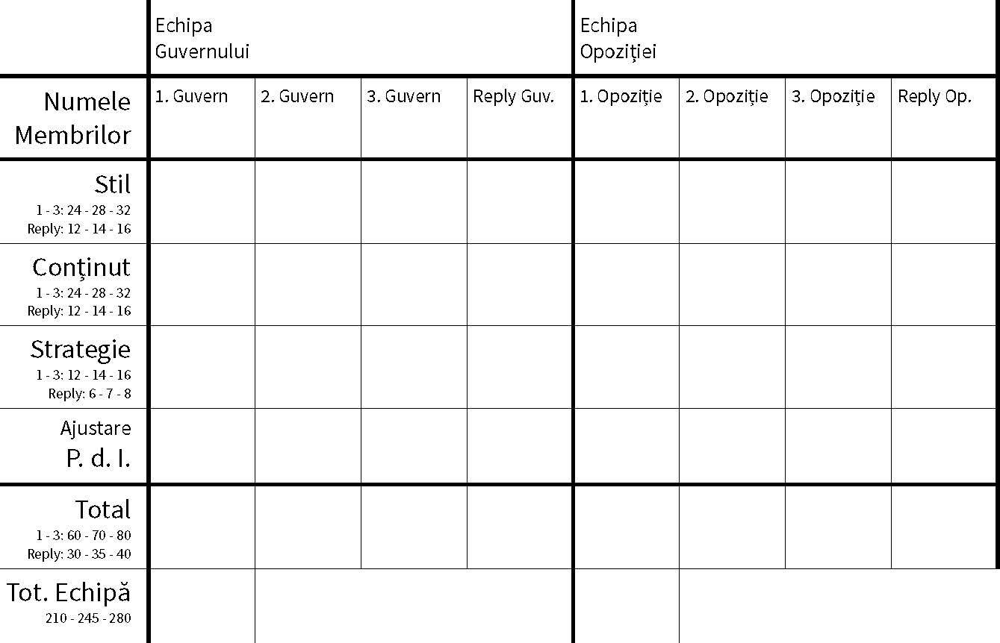 Echipa
Guvernului
Echipa
Opoziției
Numele
Membrilor
1. Guvern
2. Guvern
3. Guvern
Reply Guv.
1. Opoziție
2. Opoziție
3. Opoziție
Reply Op.
Stil
1 - 3: 24 - 28 - 32
Reply: 12 - 14 - 16
Conținut
1 - 3: 24 - 28 - 32
Reply: 12 - 14 - 16
Strategie
1 - 3: 12 - 14 - 16
Reply: 6 - 7 - 8
Ajustare
P. d. I.
Total
1 - 3: 60 - 70 - 80
Reply: 30 - 35 - 40
Tot. Echipă
210 - 245 - 280